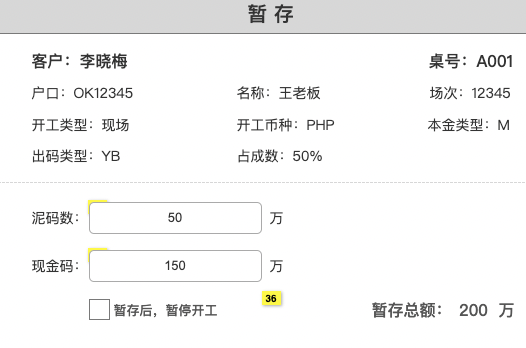 暂 存
客户：李晓梅 桌号：A001
户口：OK12345 名称：王老板 场次：12345
开工类型：现场 开工币种：PHP 本金类型：M
出码类型：YB 占成数：50%
泥码数： 50 万
现金码： 150 万
36
暂存后，暂停开工 暂存总额： 200 万